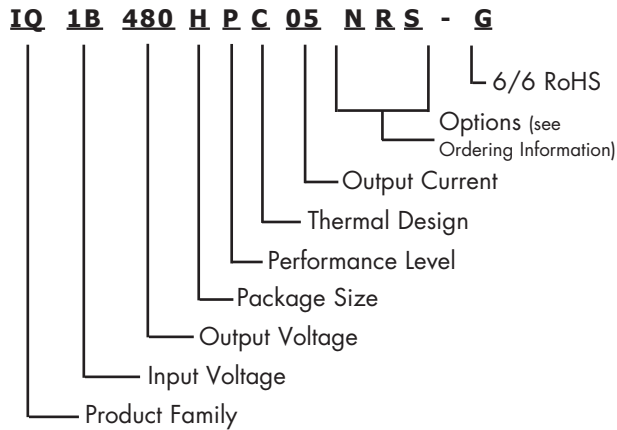 IQ 1B 480 H P C 05 N R S - G
6/6 RoHS
Options (see
Ordering Information)
Output Current
Thermal Design
Performance Level
Package Size
Output Voltage
Input Voltage
Product Family